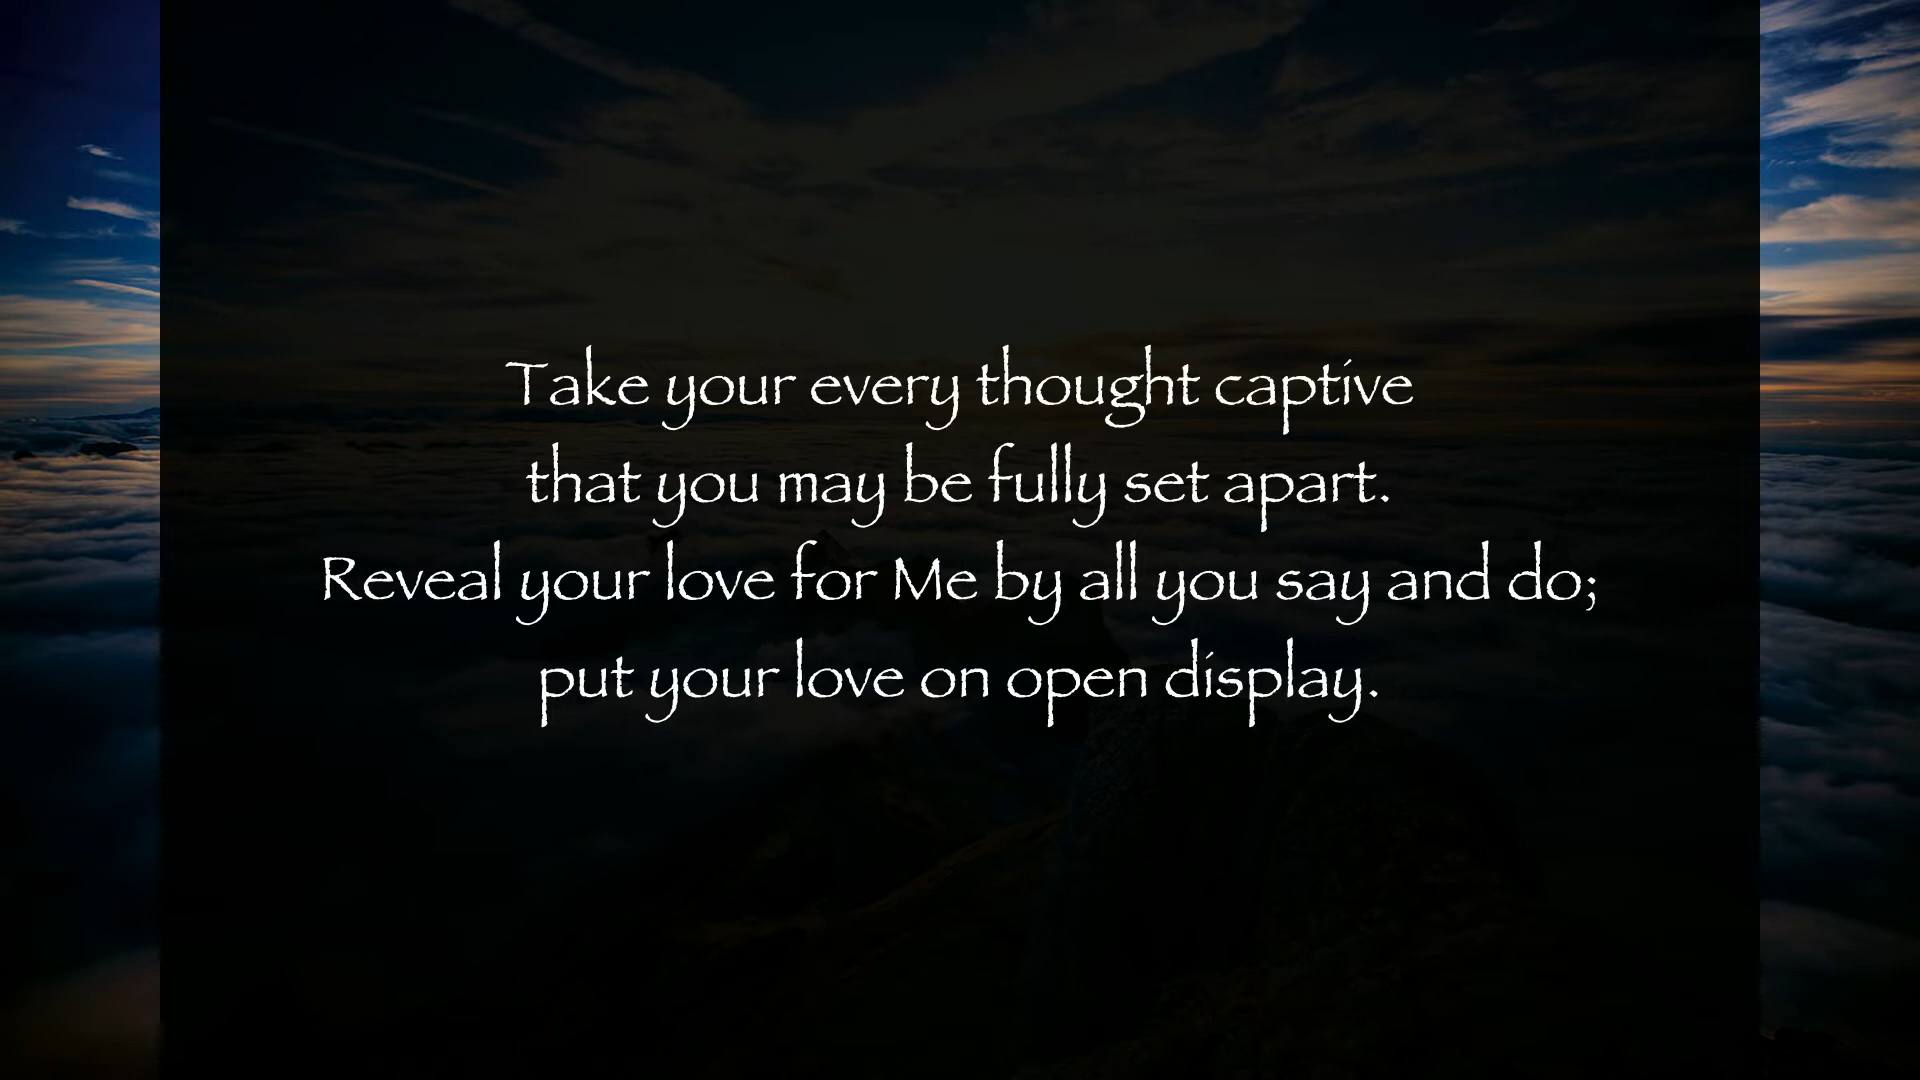 Take your every thought captive
that you may be fully set apart.
Reveal your love for Me by all you say and do;
put your love on open display.